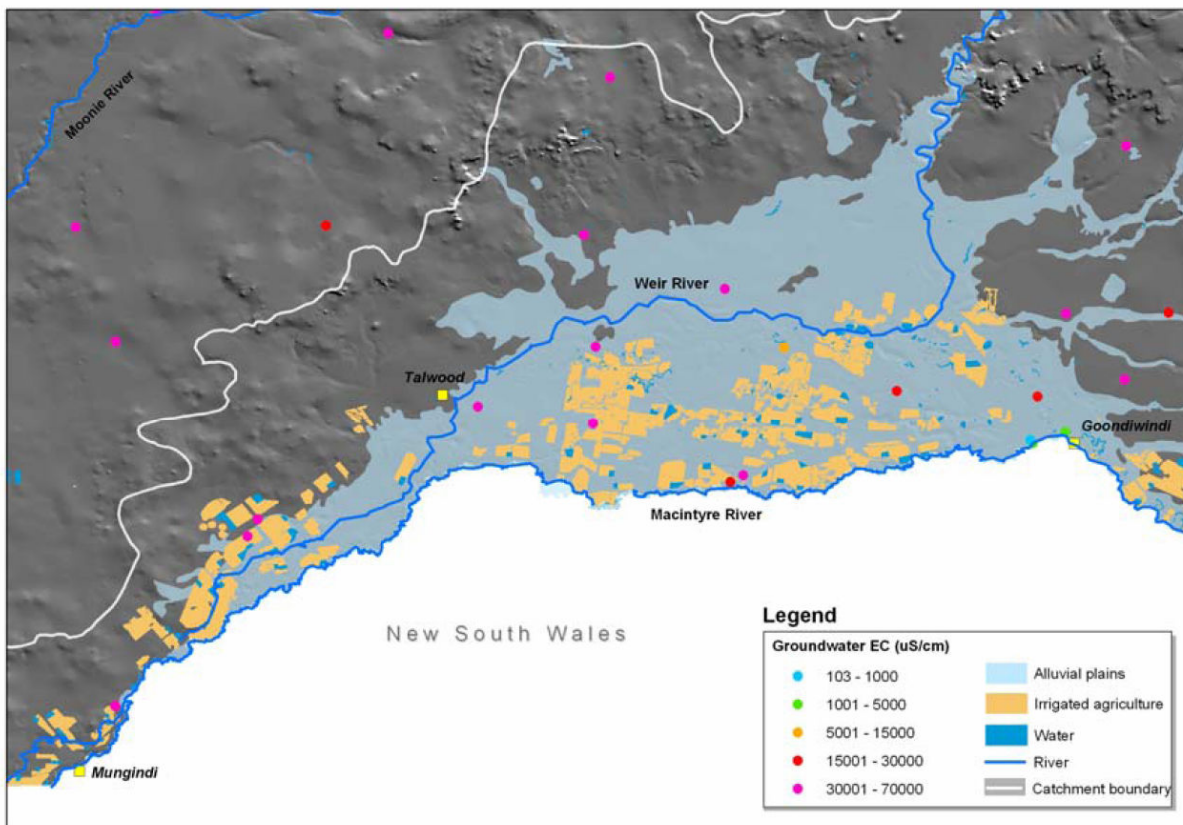 Moonie River
Weir River
Talwood
Goondiwindi
Macintyre River
New South Wales
Mungindi
Legend
Groundwater EC (uS/cm)
103 - 1000
1001 - 5000
5001 - 15000
15001 - 30000
30001 - 70000
Alluvial plains
Irrigated agriculture
Water
River
Catchment boundary